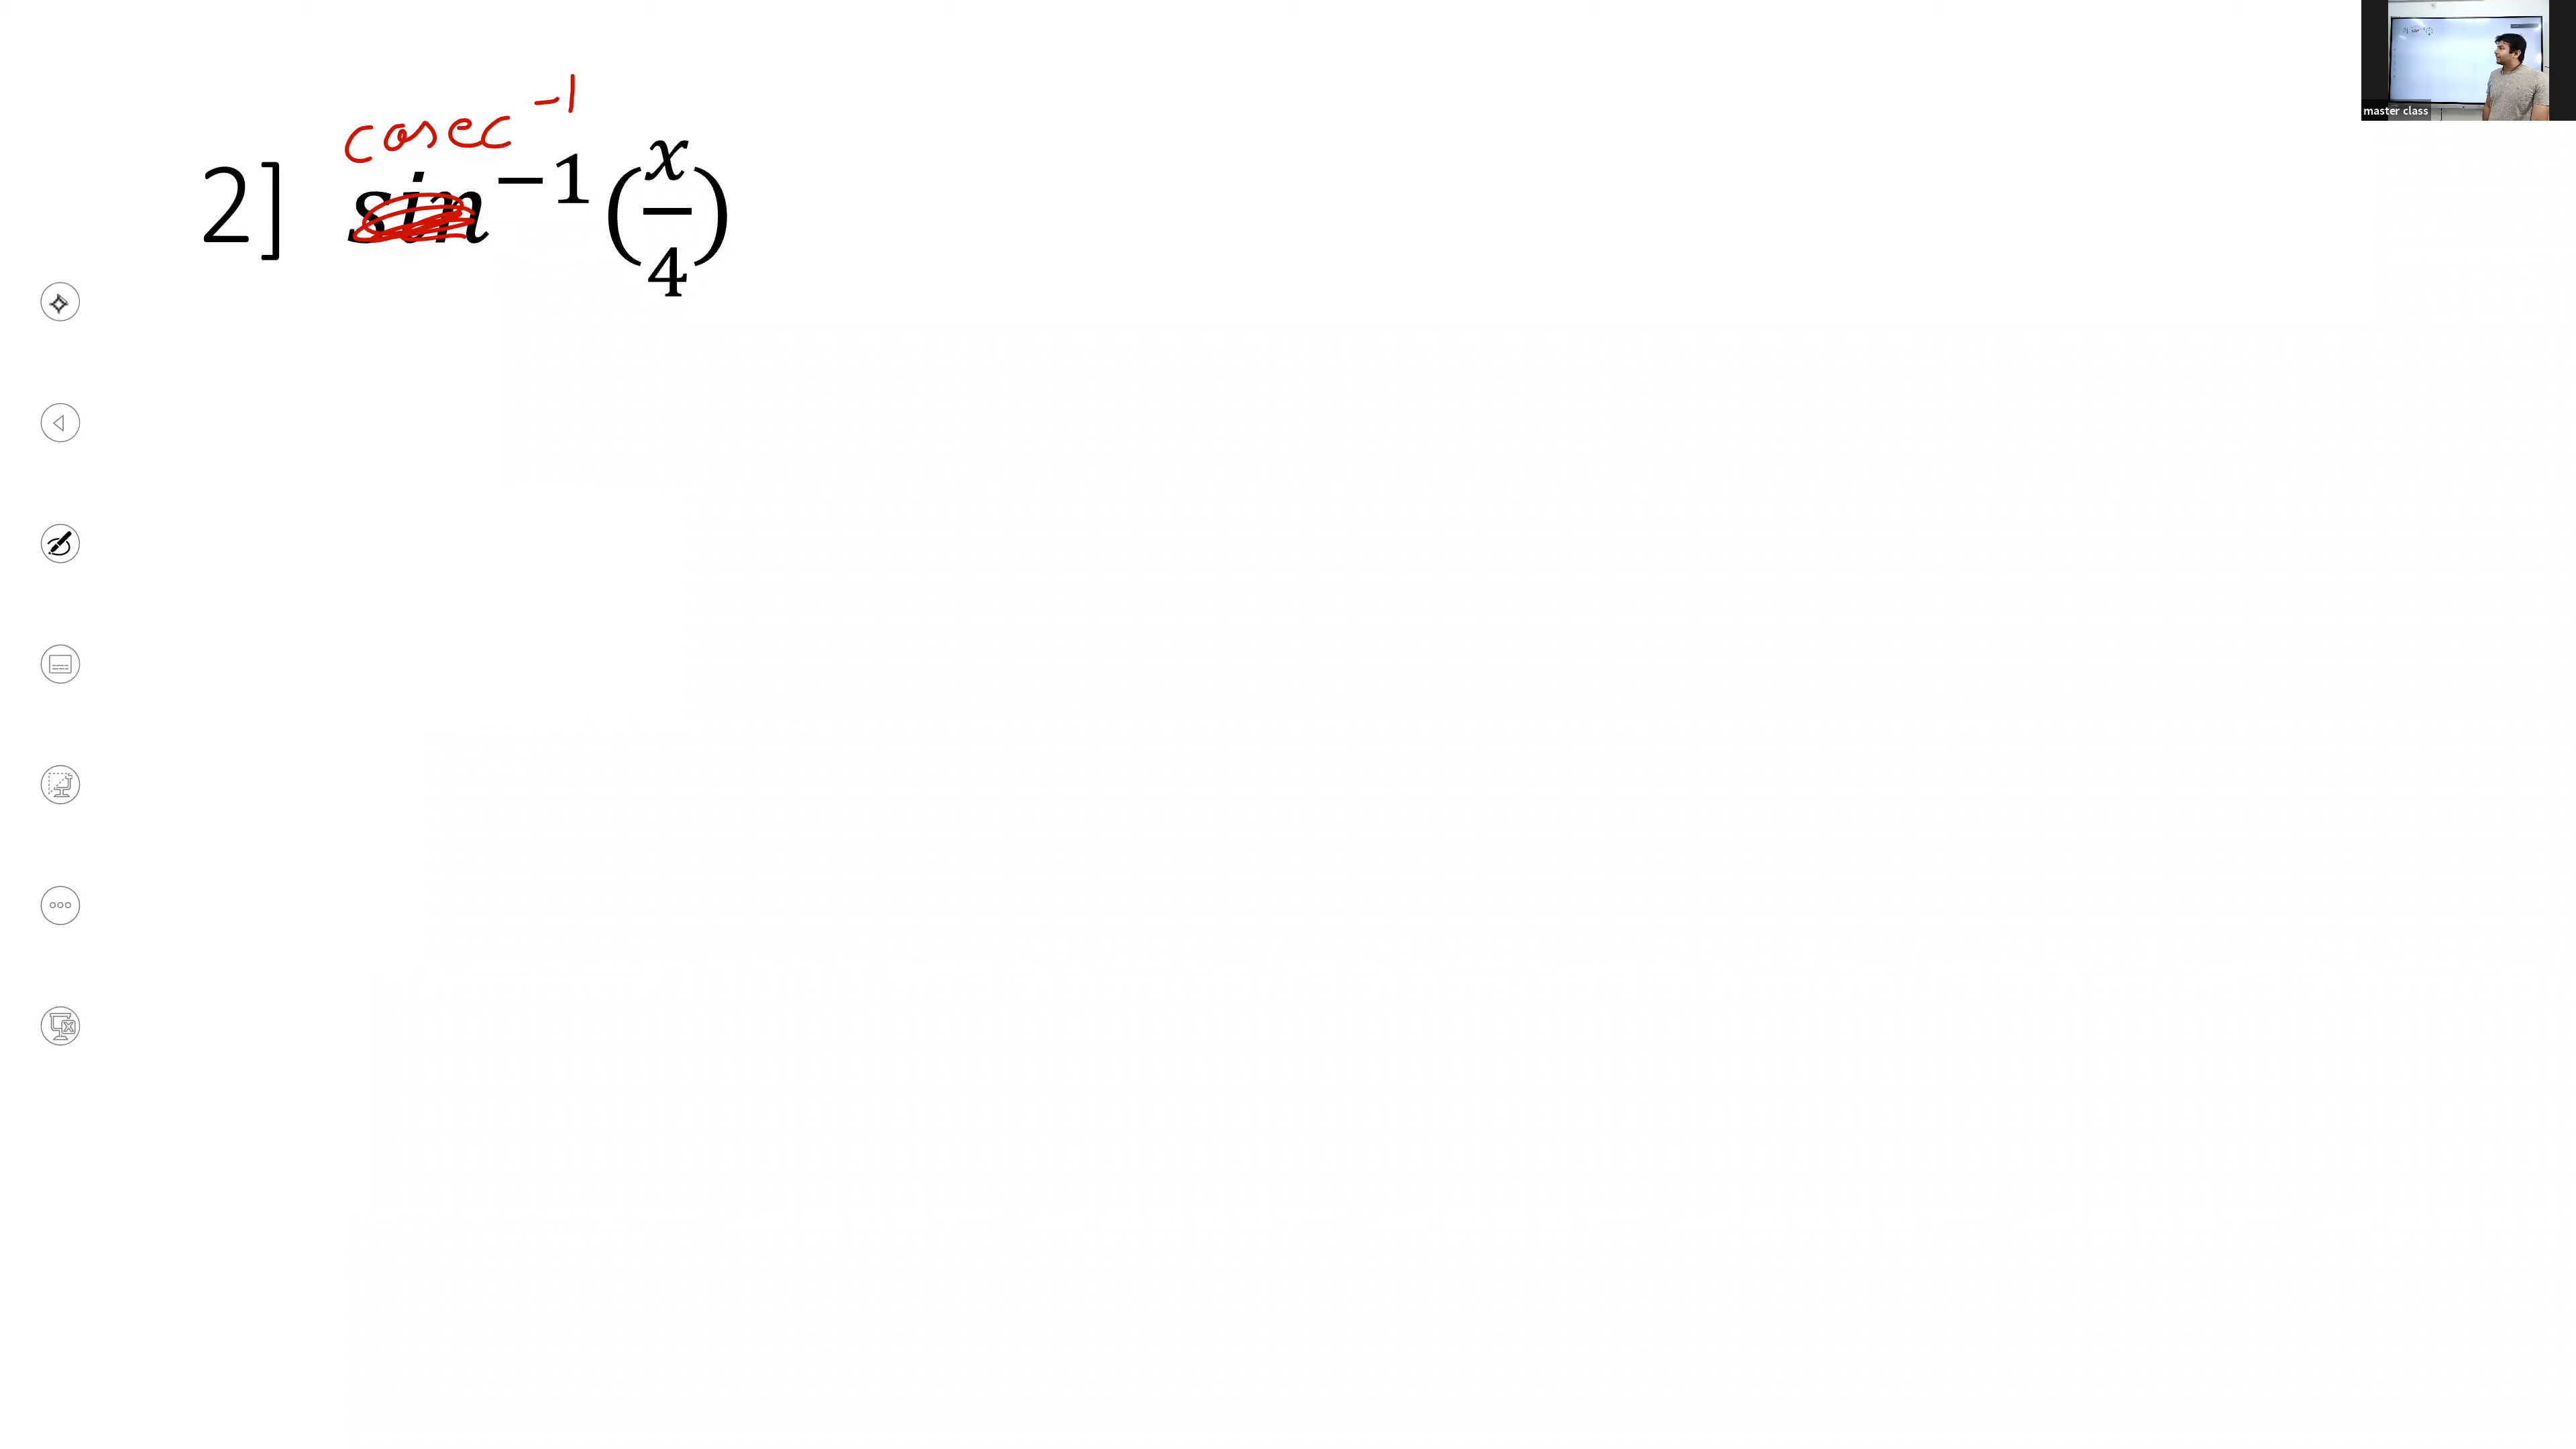 cosec⁻¹
2] sin⁻¹(x/4)
master class